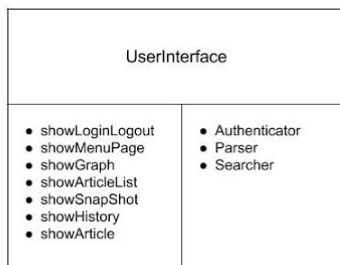 UserInterface
● showLoginLogout
● showMenuPage
● showGraph
● showArticleList
● showSnapShot
● showHistory
● showArticle
● Authenticator
● Parser
● Searcher